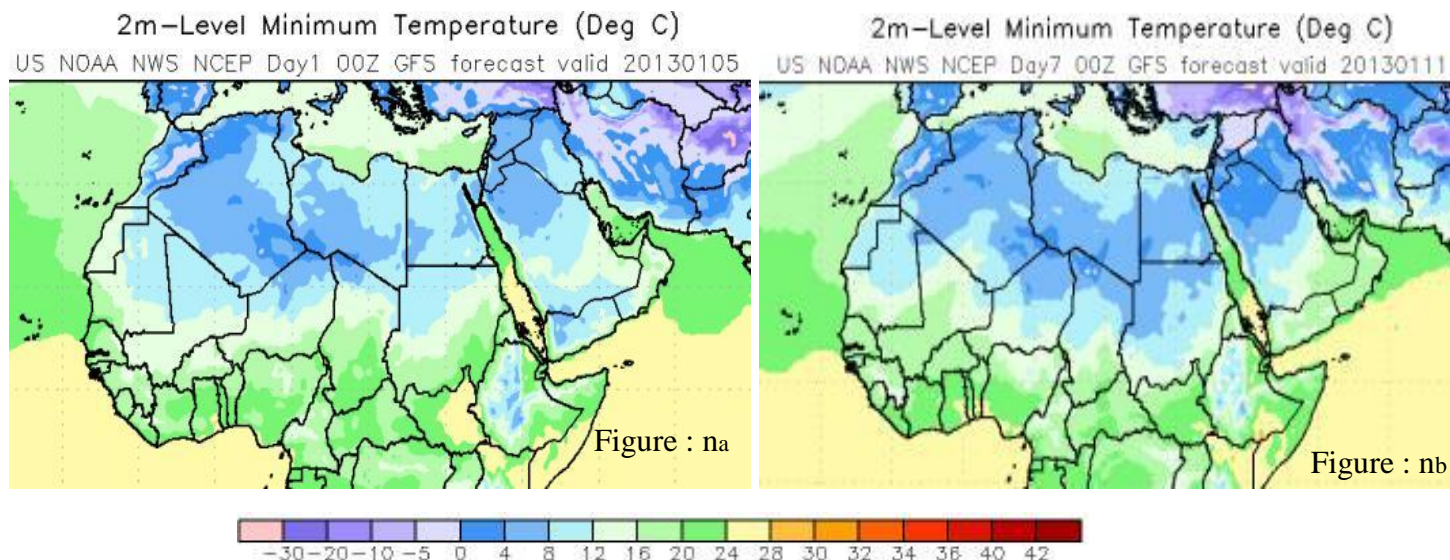 2m-Level Minimum Temperature (Deg C)
US NOAA NWS NCEP Day1 00Z GFS forecast valid 20130105
Figure : na
2m-Level Minimum Temperature (Deg C)
US NOAA NWS NCEP Day7 00Z GFS forecast valid 20130111
Figure : nb
-30 -20 -10 -5 0 4 8 12 16 20 24 28 30 32 34 36 40 42